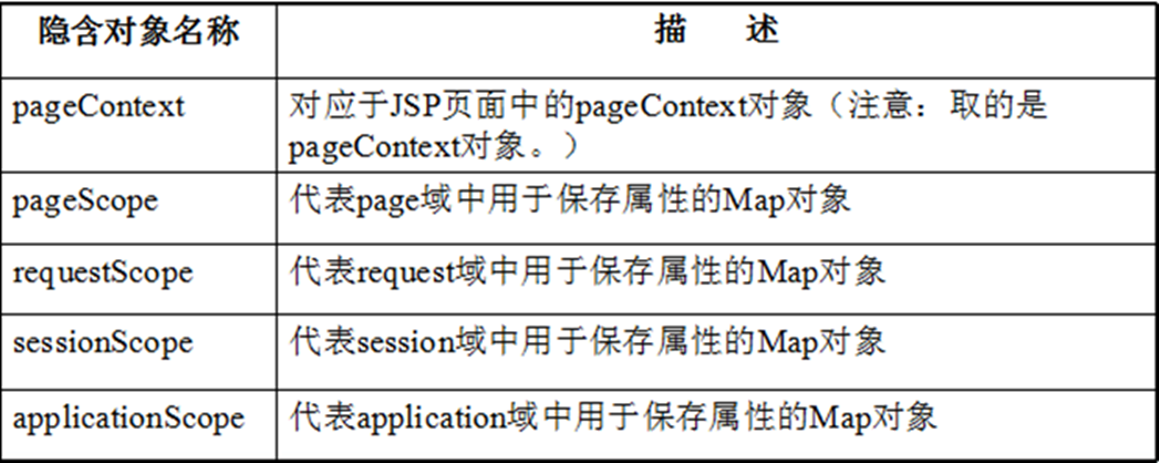 隐含对象名称 描 述
pageContext 对应于JSP页面中的pageContext对象（注意：取的是
pageContext对象。）
pageScope 代表page域中用于保存属性的Map对象
requestScope 代表request域中用于保存属性的Map对象
sessionScope 代表session域中用于保存属性的Map对象
applicationScope 代表application域中用于保存属性的Map对象